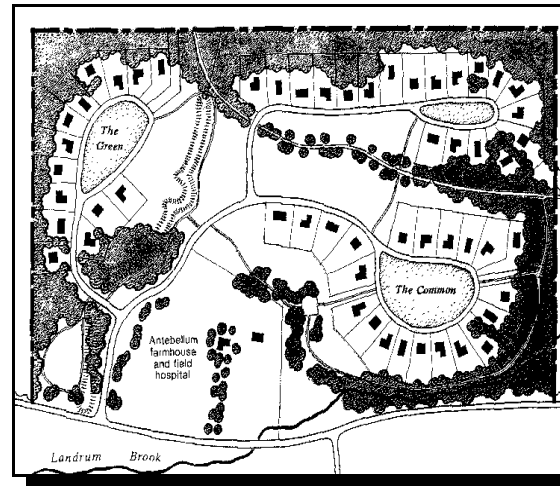 The
Green
The Common
Antebellum
farmhouse
and field
hospital
Landrum Brook